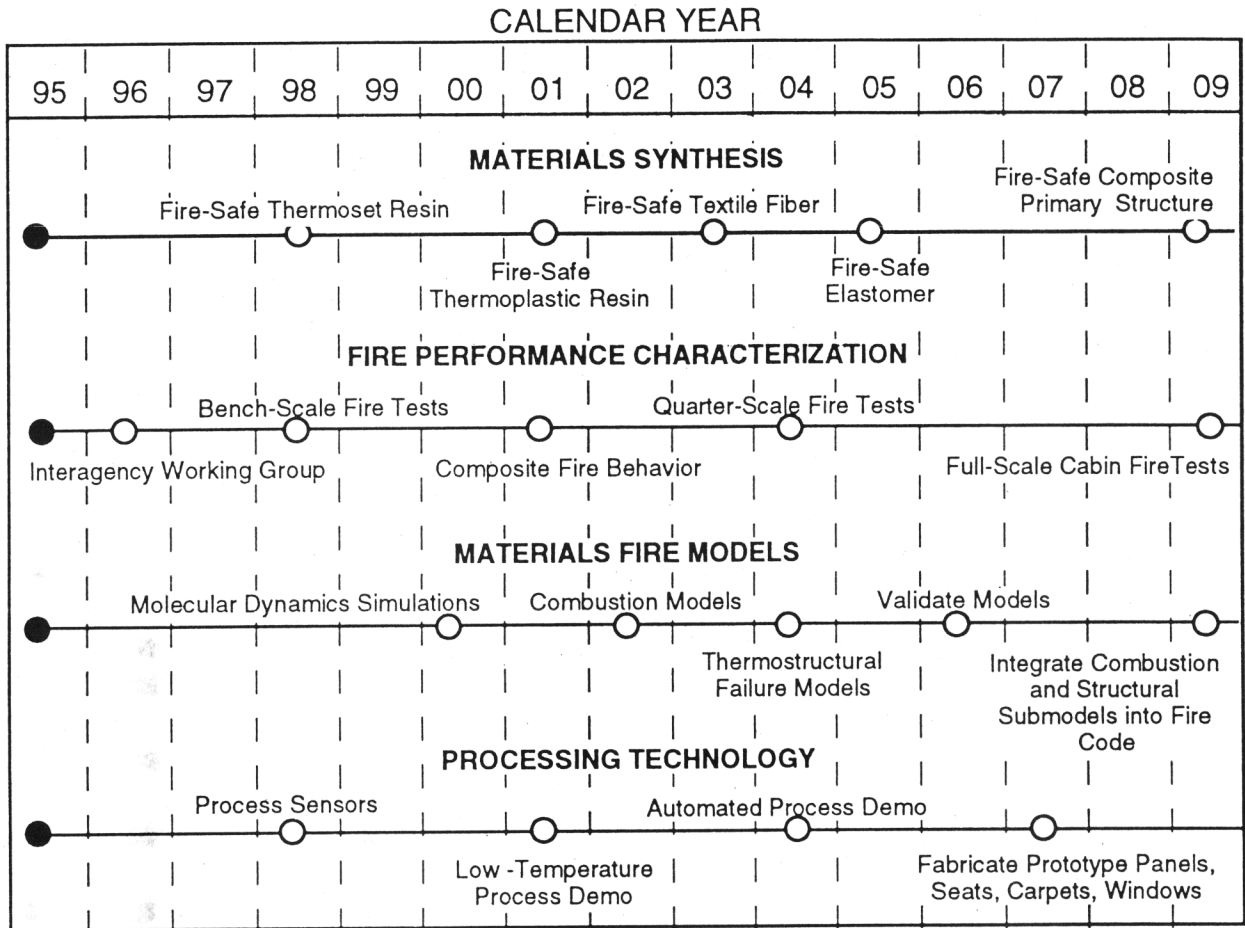 CALENDAR YEAR
95 96 97 98 99 00 01 02 03 04 05 06 07 08 09
MATERIALS SYNTHESIS
Fire-Safe Thermoset Resin
Fire-Safe Textile Fiber
Fire-Safe Composite
Primary Structure
Fire-Safe
Thermoplastic Resin
Fire-Safe
Elastomer
FIRE PERFORMANCE CHARACTERIZATION
Bench-Scale Fire Tests
Quarter-Scale Fire Tests
Interagency Working Group
Composite Fire Behavior
Full-Scale Cabin FireTests
MATERIALS FIRE MODELS
Molecular Dynamics Simulations
Combustion Models
Validate Models
Thermostructural
Failure Models
Integrate Combustion
and Structural
Submodels into Fire
Code
PROCESSING TECHNOLOGY
Process Sensors
Automated Process Demo
Low -Temperature
Process Demo
Fabricate Prototype Panels,
Seats, Carpets, Windows